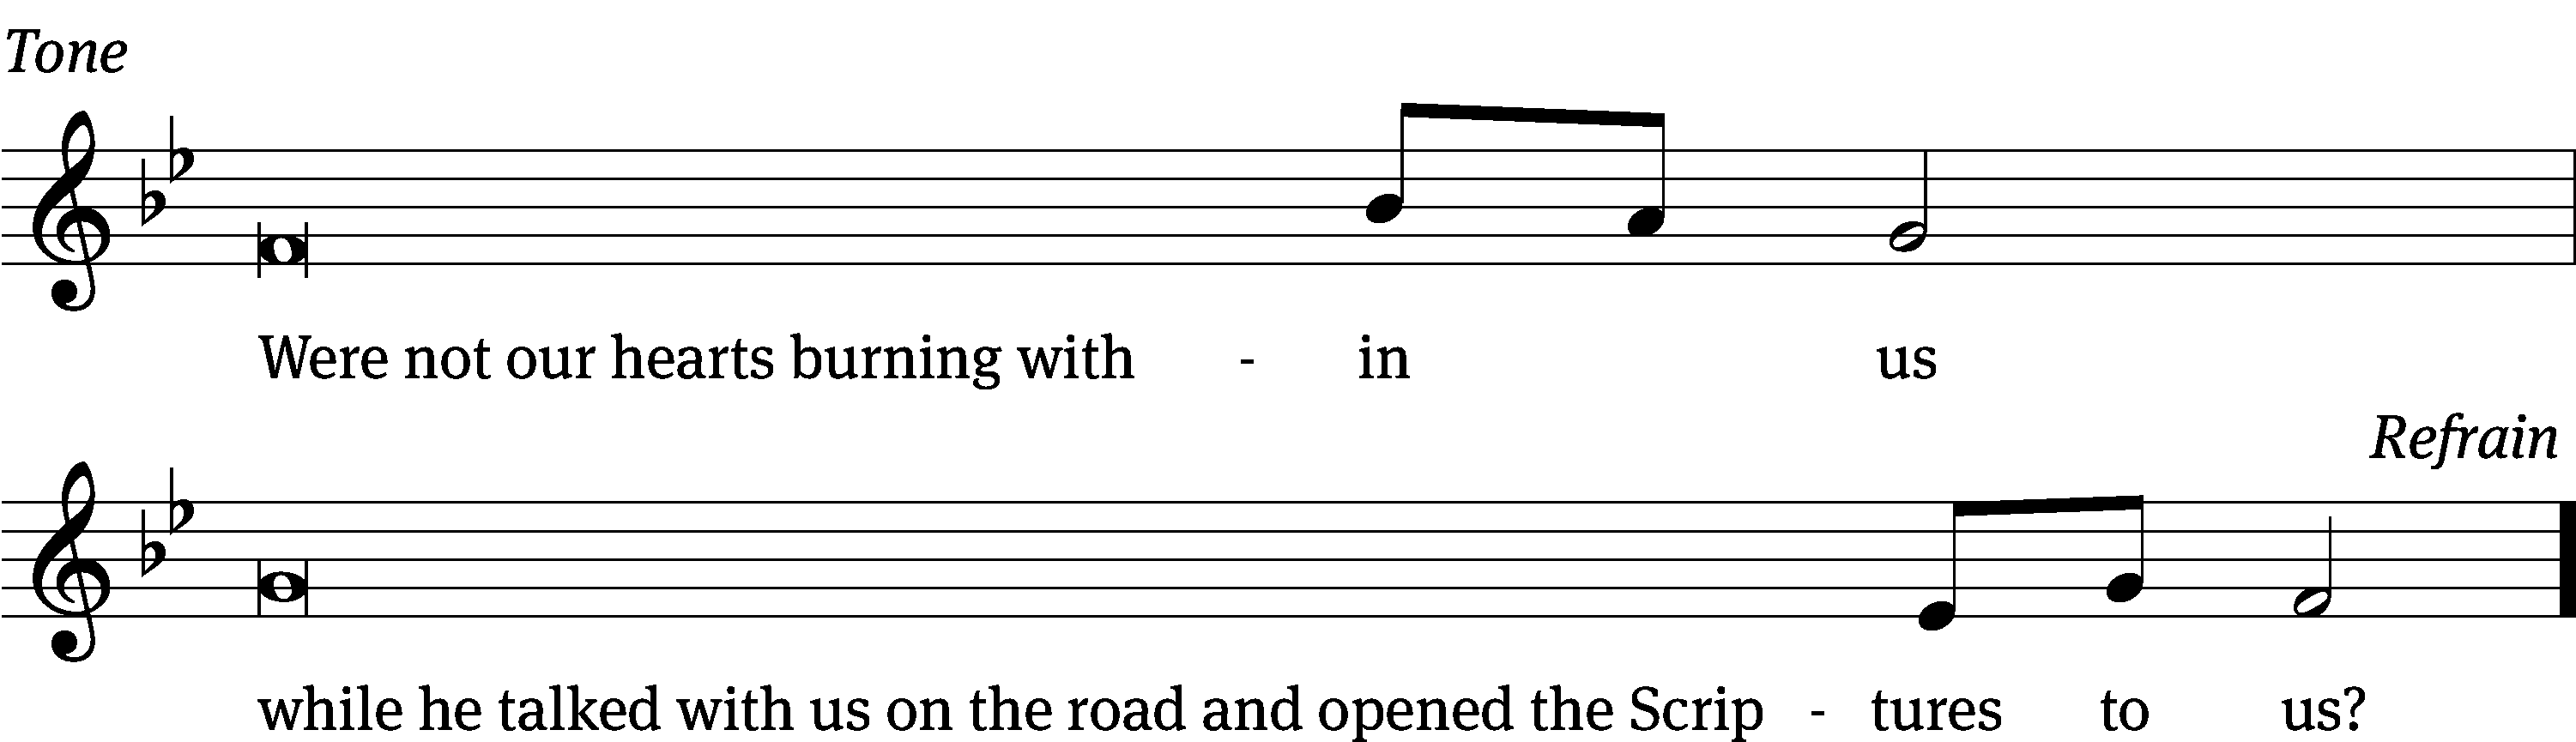 Tone
Were not our hearts burning with - in us
Refrain
while he talked with us on the road and opened the Scrip - tures to us?